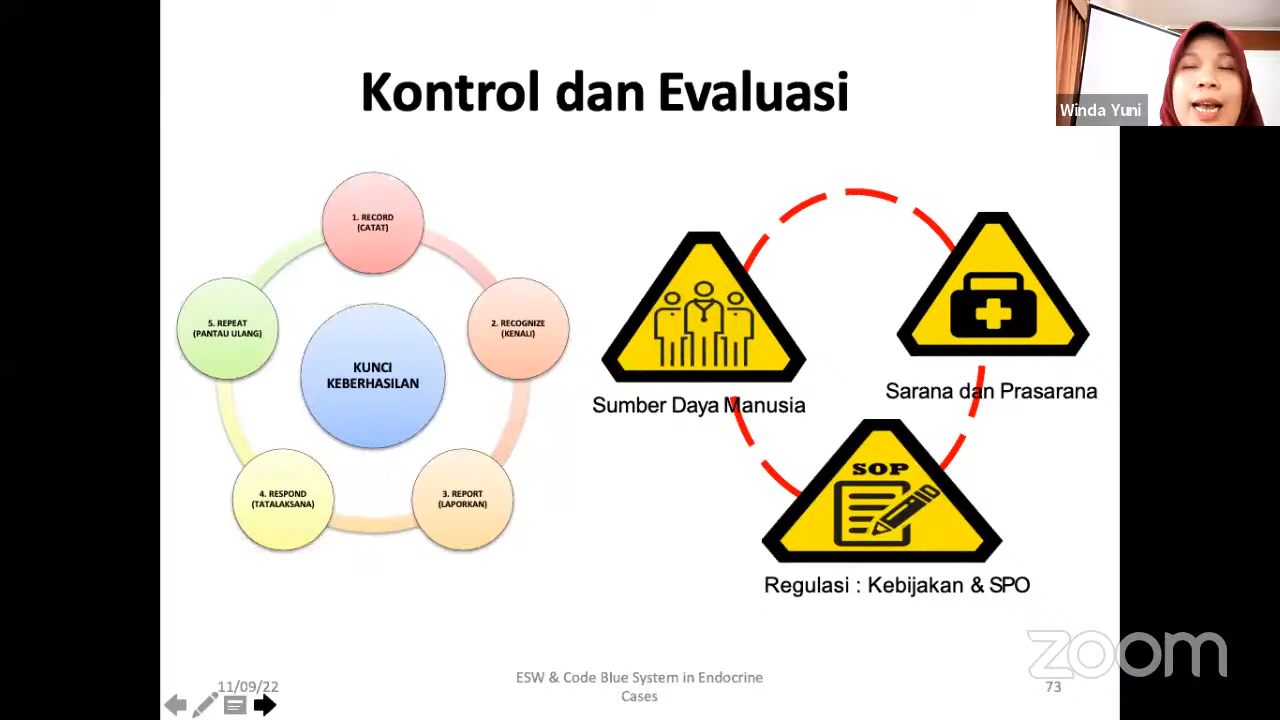 Kontrol dan Evaluasi
Winda Yuni
1. RECORD
(CATAT)
2. RECOGNIZE
(KENALI)
3. REPORT
(LAPORKAN)
4. RESPOND
(TATALAKSANA)
5. REPEAT
(PANTAU ULANG)
KUNCI
KEBERHASILAN
Sumber Daya Manusia
Sarana dan Prasarana
SOP
Regulasi : Kebijakan & SPO
11/09/22
ESW & Code Blue System in Endocrine
Cases
73
zoom